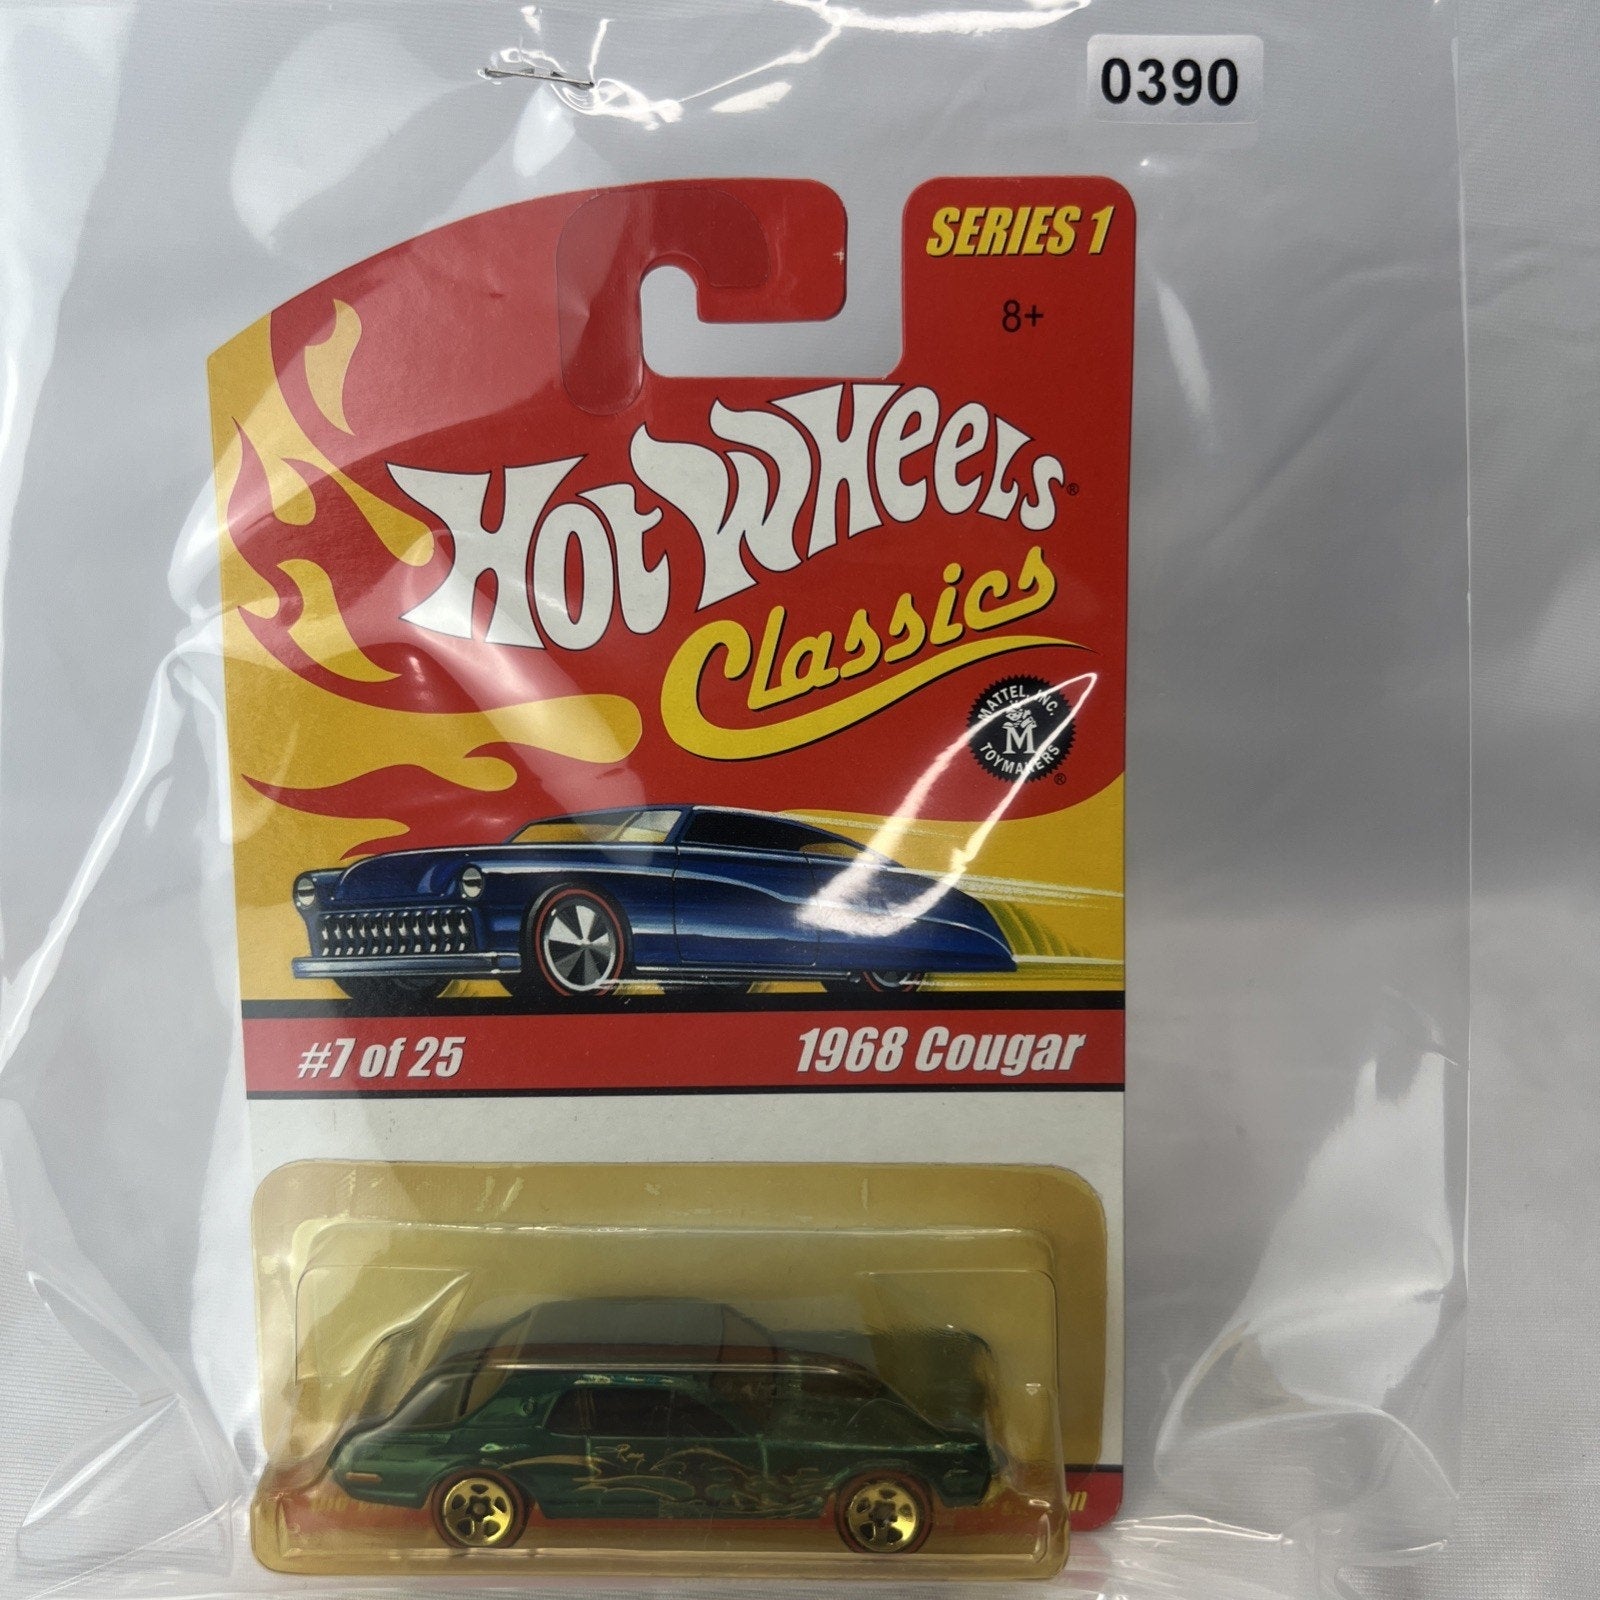 0390
SERIES 1
8+
Hot Wheels®
Classics
MATTEL, INC.
M
TOYMAKERS
®
#7 of 25
1968 Cougar